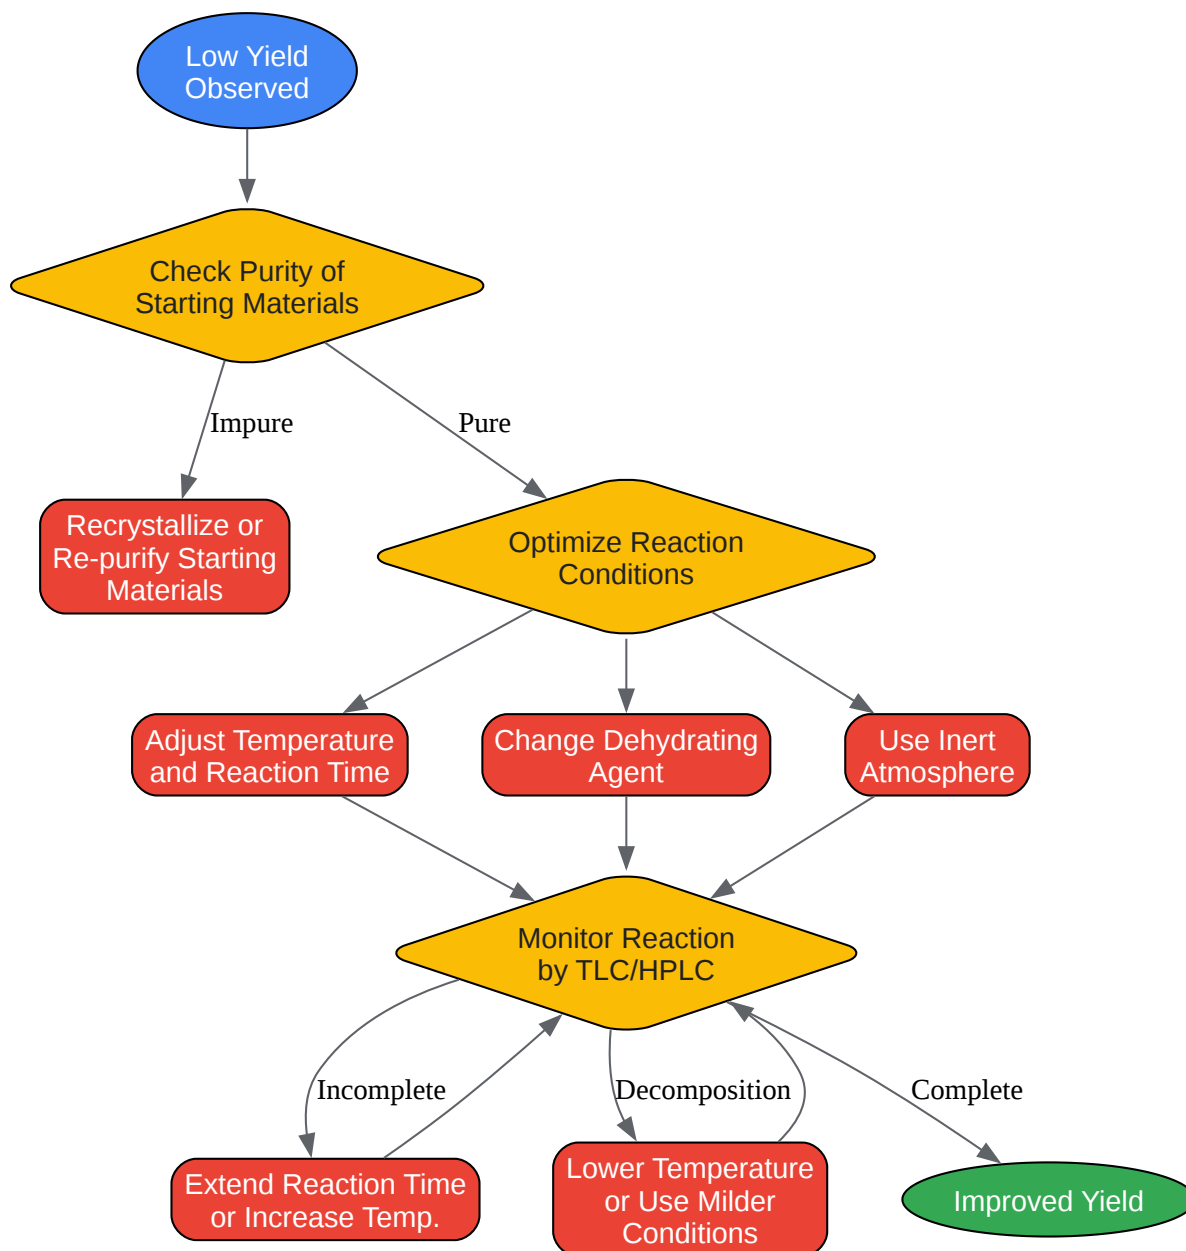 Low Yield
Observed
Check Purity of
Starting Materials
Impure
Pure
Recrystallize or
Re-purify Starting
Materials
Optimize Reaction
Conditions
Adjust Temperature
and Reaction Time
Change Dehydrating
Agent
Use Inert
Atmosphere
Monitor Reaction
by TLC/HPLC
Incomplete
Decomposition
Complete
Extend Reaction Time
or Increase Temp.
Lower Temperature
or Use Milder
Conditions
Improved Yield